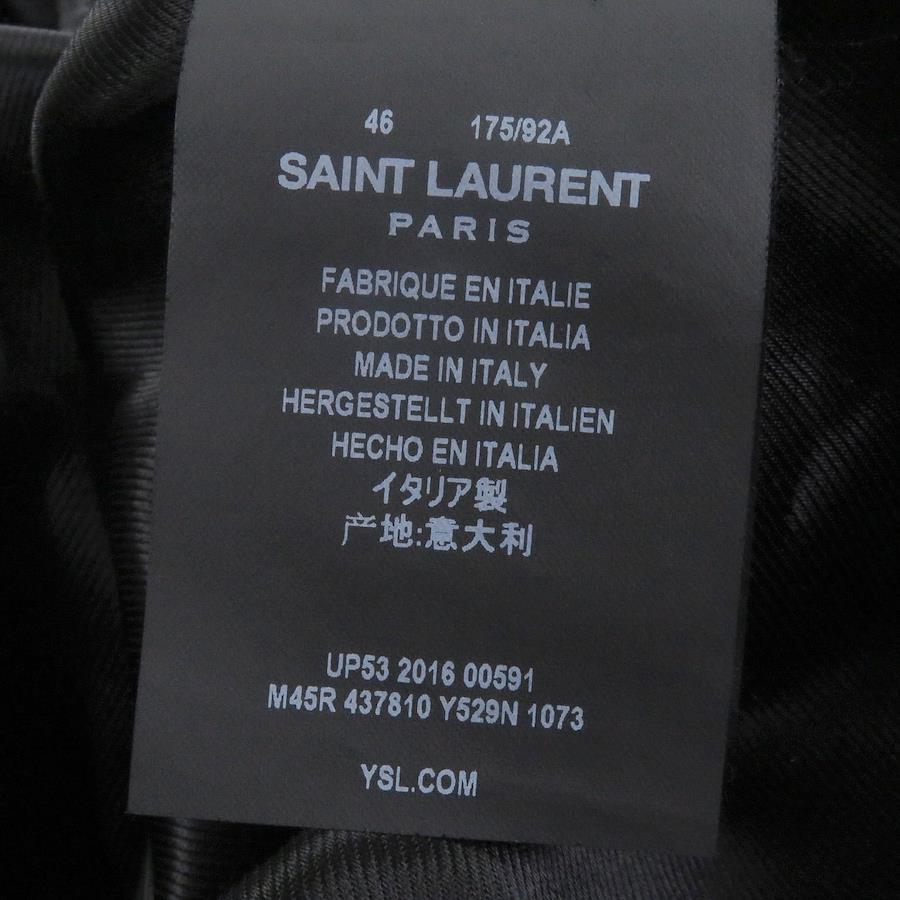 46 175/92A
SAINT LAURENT
PARIS
FABRIQUE EN ITALIE
PRODOTTO IN ITALIA
MADE IN ITALY
HERGESTELLT IN ITALIEN
HECHO EN ITALIA
イタリア製
产地:意大利
UP53 2016 00591
M45R 437810 Y529N 1073
YSL.COM